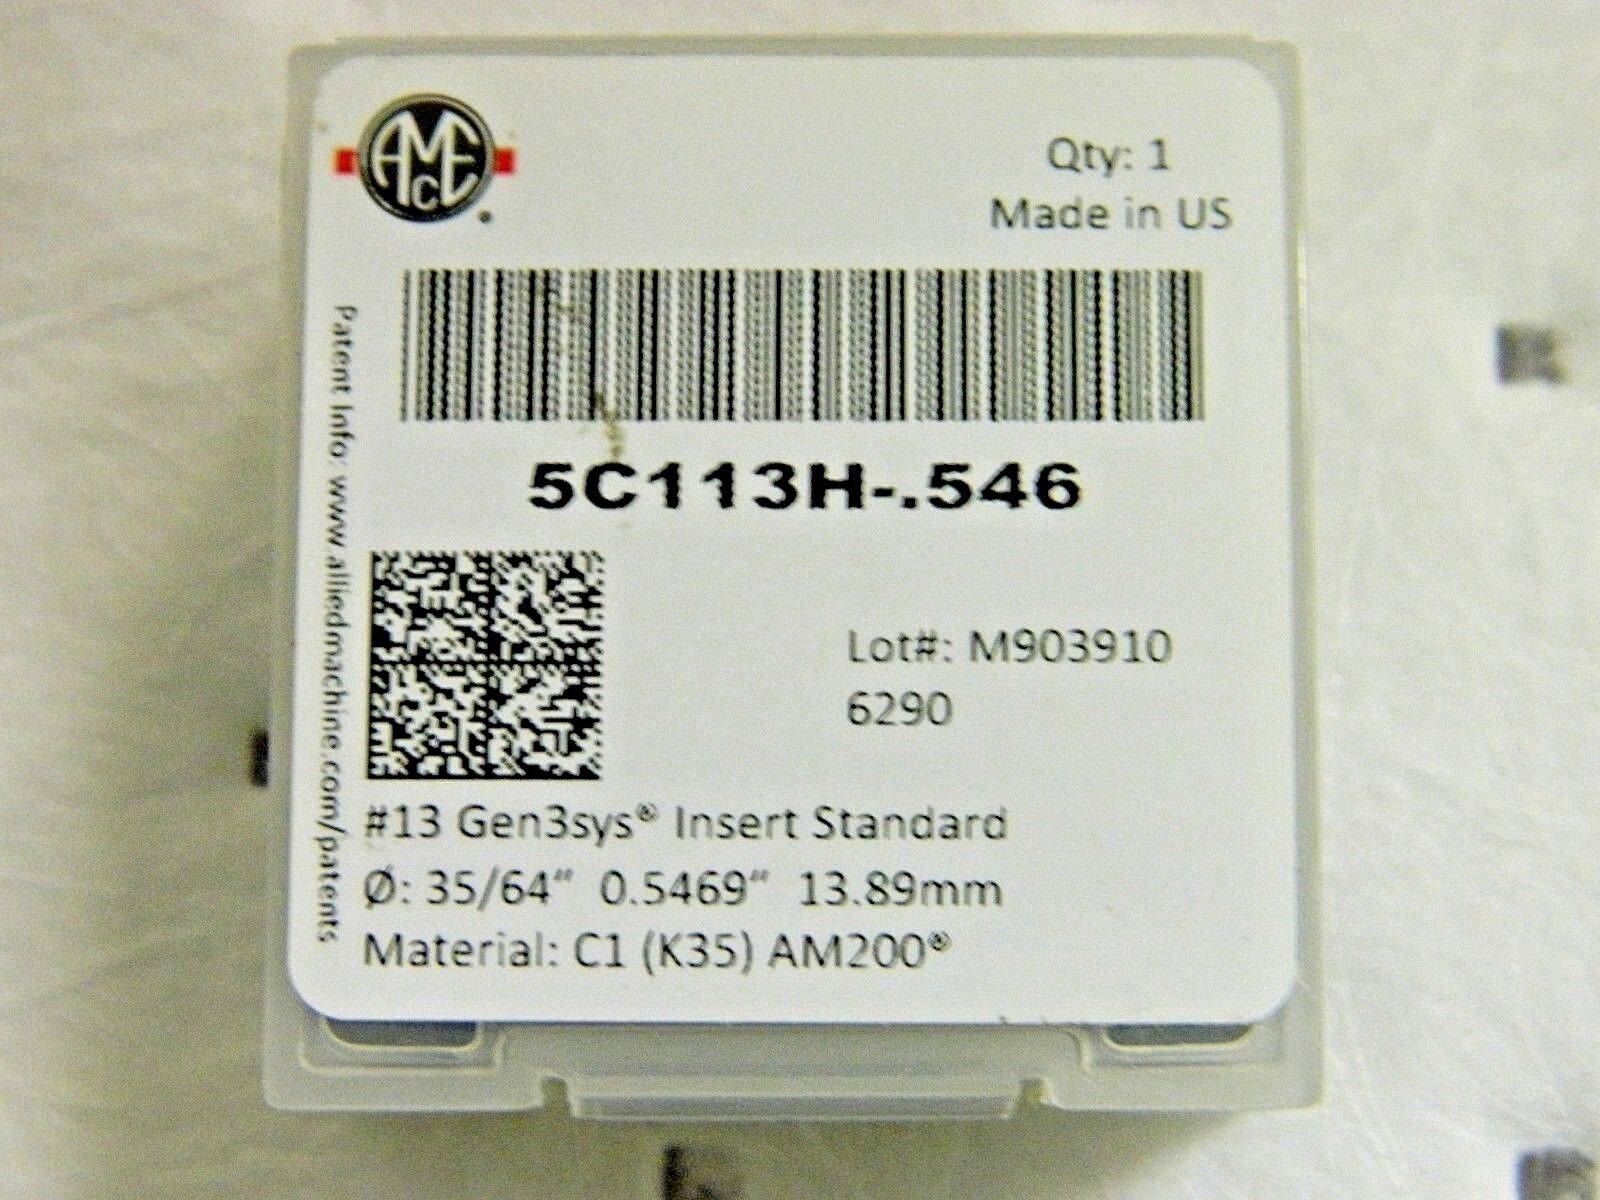 AMEC®
Qty: 1
Made in US
5C113H-.546
Lot#: M903910
6290
#13 Gen3sys® Insert Standard
Ø: 35/64“ 0.5469“ 13.89mm
Material: C1 (K35) AM200®
Patent Info: www.alliedmachine.com/patents